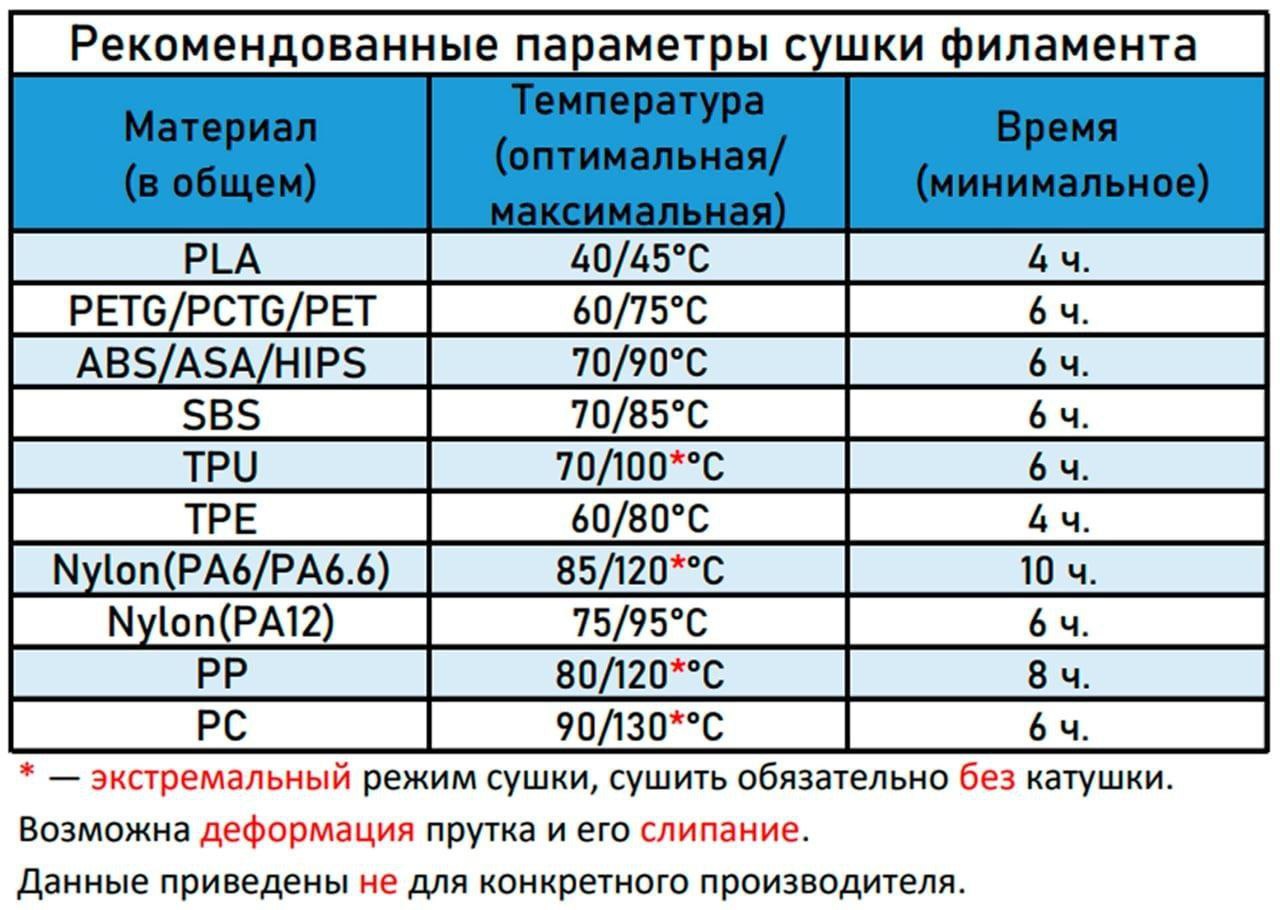 Рекомендованные параметры сушки филамента
Материал
(в общем)
Температура
(оптимальная/
максимальная)
Время
(минимальное)
PLA 40/45°C 4 ч.
PETG/PCTG/PET 60/75°C 6 ч.
ABS/ASA/HIPS 70/90°C 6 ч.
SBS 70/85°C 6 ч.
TPU 70/100*°C 6 ч.
TPE 60/80°C 4 ч.
Nylon(PA6/PA6.6) 85/120*°C 10 ч.
Nylon(PA12) 75/95°C 6 ч.
PP 80/120*°C 8 ч.
PC 90/130*°C 6 ч.
* — экстремальный режим сушки, сушить обязательно без катушки.
Возможна деформация прутка и его слипание.
Данные приведены не для конкретного производителя.